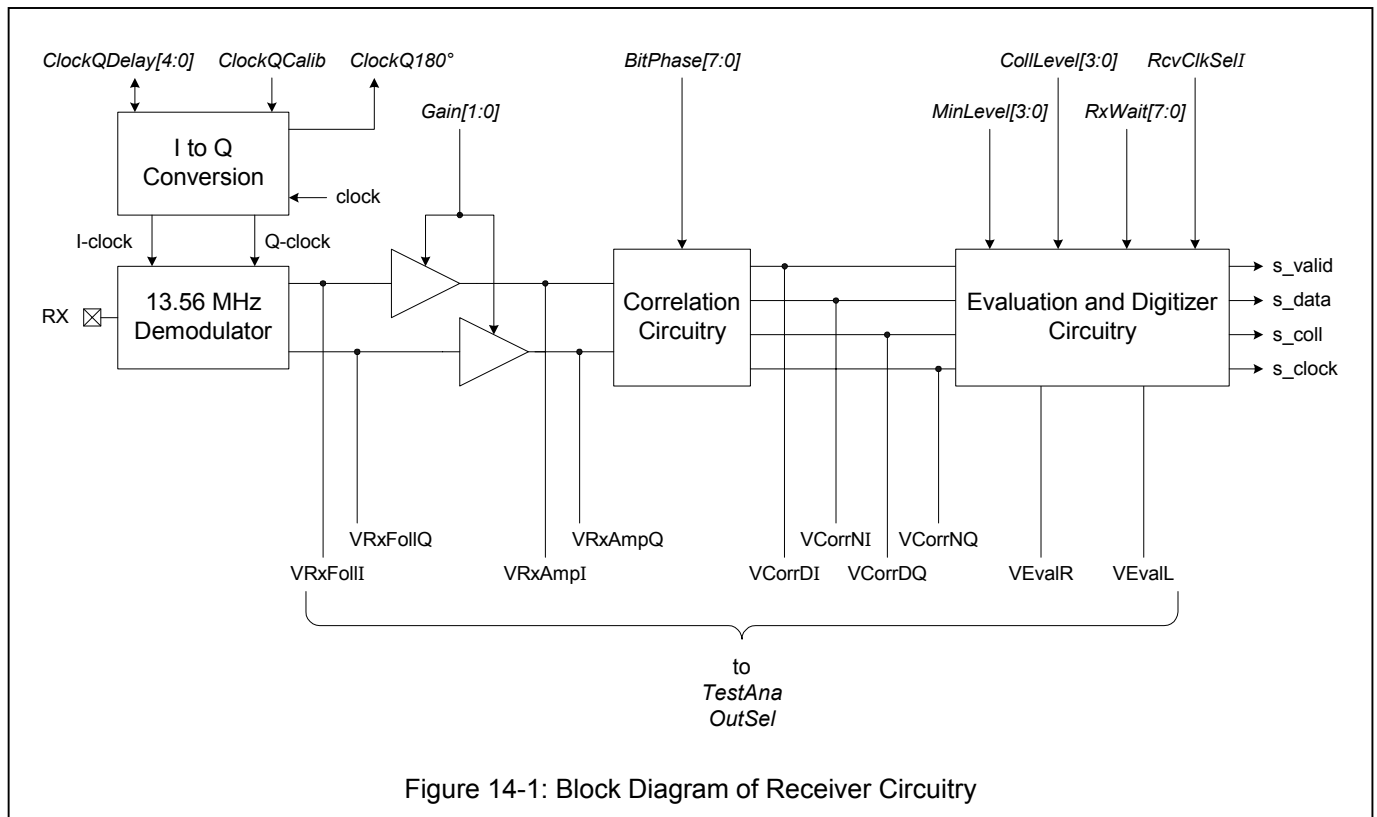 ClockQDelay[4:0] ClockQCalib ClockQ180° BitPhase[7:0] CollLevel[3:0] RcvClkSelI
Gain[1:0] MinLevel[3:0] RxWait[7:0]
I to Q
Conversion
clock
I-clock Q-clock
RX
13.56 MHz
Demodulator
Correlation
Circuitry
Evaluation and Digitizer
Circuitry
s_valid
s_data
s_coll
s_clock
VRxFollQ VRxAmpQ VCorrNI VCorrNQ
VRxFollI VRxAmpI VCorrDI VCorrDQ VEvalR VEvalL
to
TestAna
OutSel
Figure 14-1: Block Diagram of Receiver Circuitry